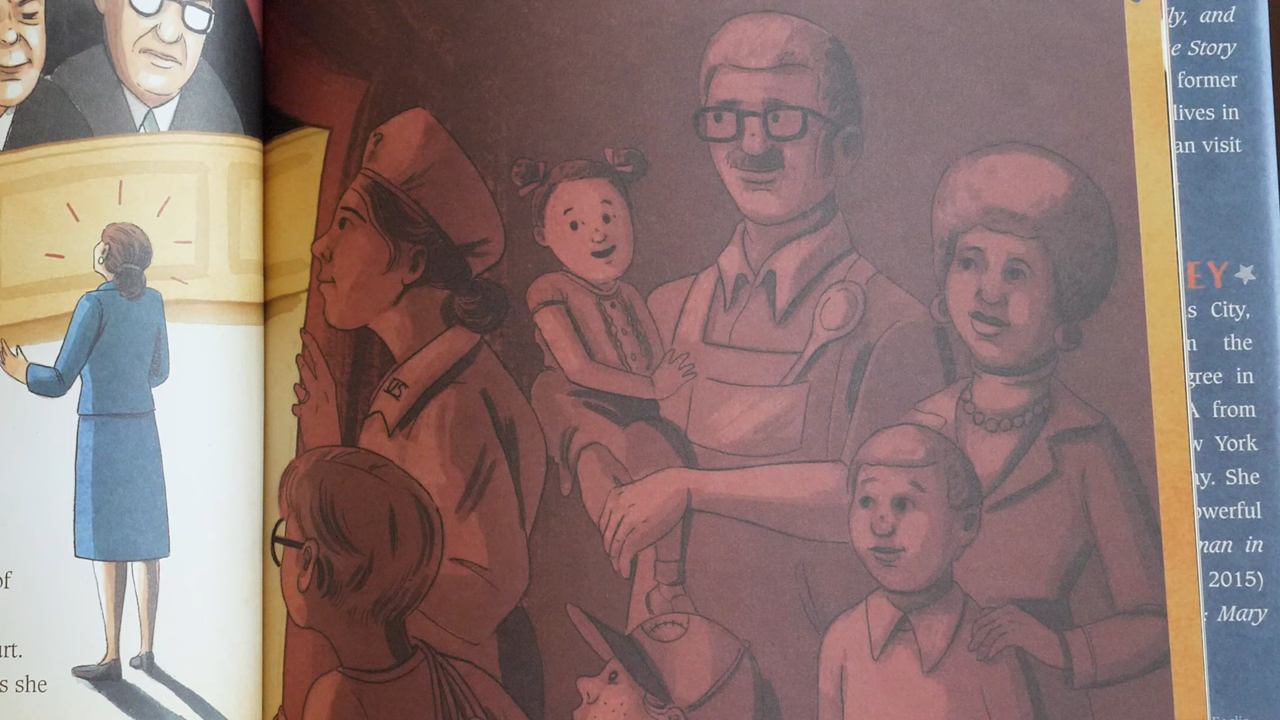 of
urt.
s she
US
ly, and
e Story
former
lives in
an visit
EY
s City,
n the
gree in
A from
w York
y. She
owerful
man in
2015)
: Mary